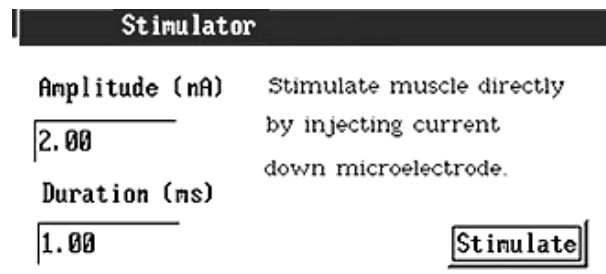 Stimulator
Amplitude (nA)
2.00
Duration (ms)
1.00
Stimulate muscle directly
by injecting current
down microelectrode.
Stimulate